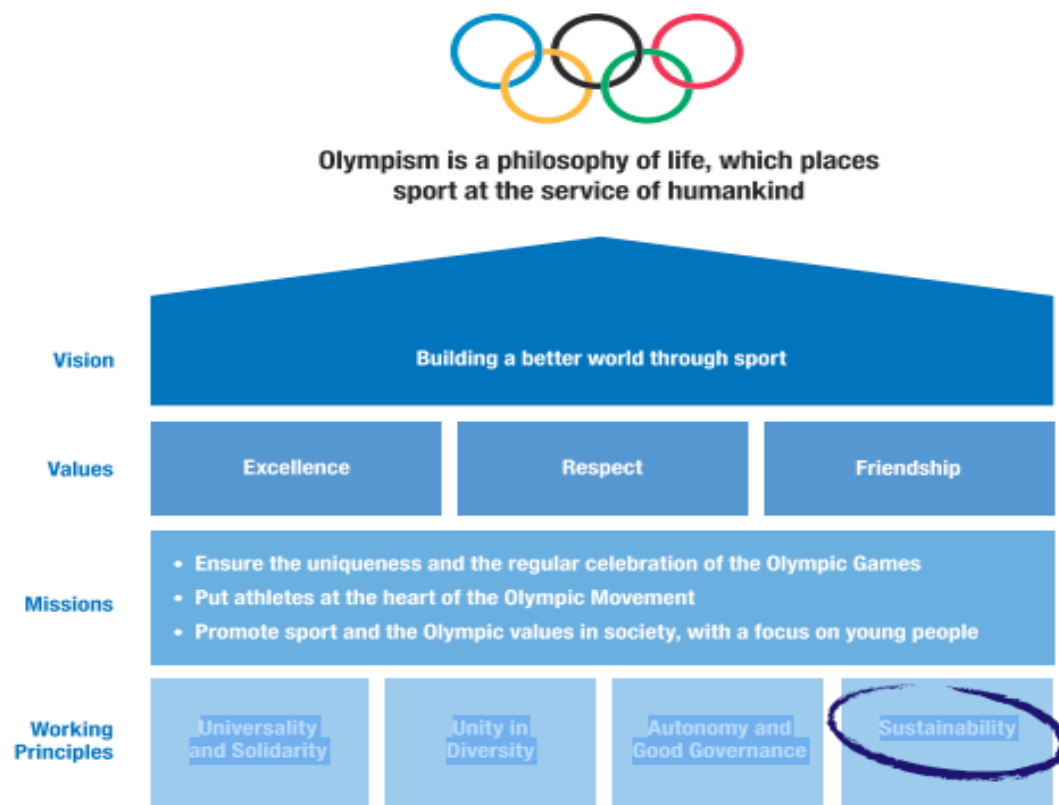 Olympism is a philosophy of life, which places
sport at the service of humankind
Vision
Building a better world through sport
Values
Excellence
Respect
Friendship
Missions
• Ensure the uniqueness and the regular celebration of the Olympic Games
• Put athletes at the heart of the Olympic Movement
• Promote sport and the Olympic values in society, with a focus on young people
Working
Principles
Universality
and Solidarity
Unity in
Diversity
Autonomy and
Good Governance
Sustainability